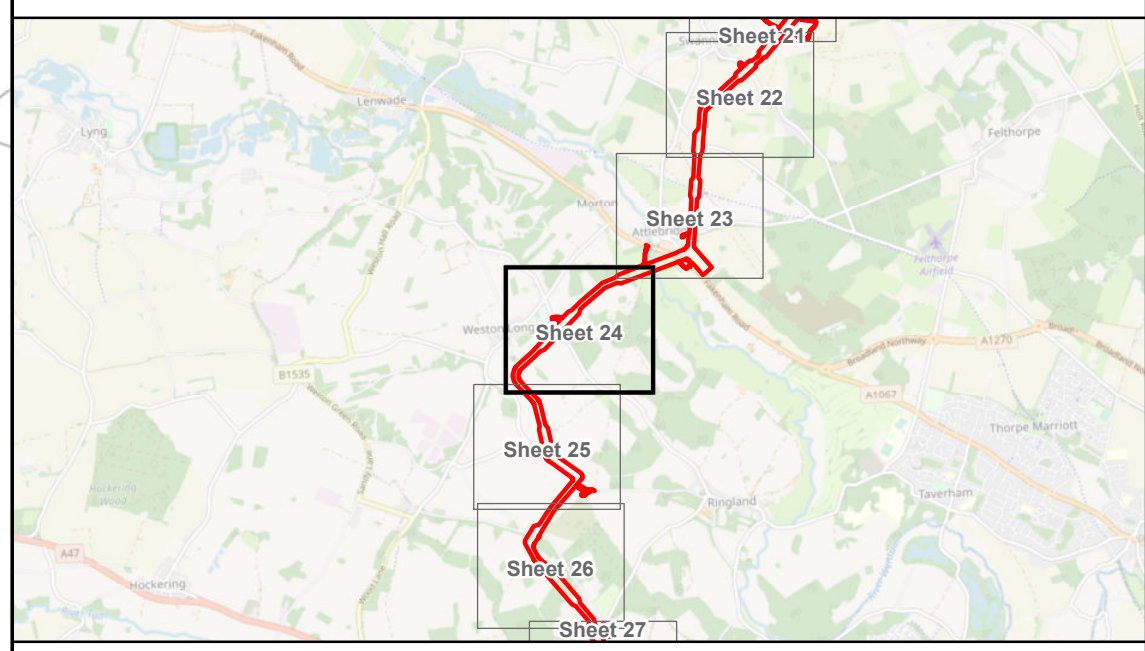 Sheet 21
Fakenham Road
Sheet 22
Lenwade
Lyng
Felthorpe
Morton
Sheet 23
Attlebridge
Weston Hall Road
Felthorpe
Airfield
Fakenham Road
Weston Long
Sheet 24
Broadland Northway
A1270
B1535
A1067
Weston Green Road
Thorpe Marriott
Sheet 25
Sandy Lane
Hockering
Wood
Ringland
Taverham
A47
Sheet 26
Hockering
Wood Lane
Sheet 27